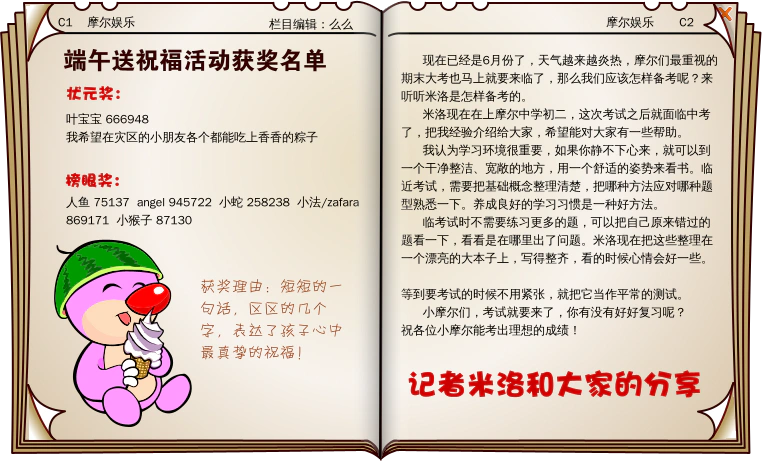 C1 摩尔娱乐 栏目编辑：么么
端午送祝福活动获奖名单
状元奖：
叶宝宝 666948
我希望在灾区的小朋友各个都能吃上香香的粽子
榜眼奖：
人鱼 75137 angel 945722 小蛇 258238 小法/zafara
869171 小猴子 87130
获奖理由：短短的一
句话，区区的几个
字，表达了孩子心中
最真挚的祝福！
摩尔娱乐 C2
现在已经是6月份了，天气越来越炎热，摩尔们最重视的
期末大考也马上就要来临了，那么我们应该怎样备考呢？来
听听米洛是怎样备考的。
米洛现在在上摩尔中学初二，这次考试之后就面临中考
了，把我经验介绍给大家，希望能对大家有一些帮助。
我认为学习环境很重要，如果你静不下心来，就可以到
一个干净整洁、宽敞的地方，用一个舒适的姿势来看书。临
近考试，需要把基础概念整理清楚，把哪种方法应对哪种题
型熟悉一下。养成良好的学习习惯是一种好方法。
临考试时不需要练习更多的题，可以把自己原来错过的
题看一下，看看是在哪里出了问题。米洛现在把这些整理在
一个漂亮的大本子上，写得整齐，看的时候心情会好一些。
等到要考试的时候不用紧张，就把它当作平常的测试。
小摩尔们，考试就要来了，你有没有好好复习呢？
祝各位小摩尔能考出理想的成绩！
记者米洛和大家的分享